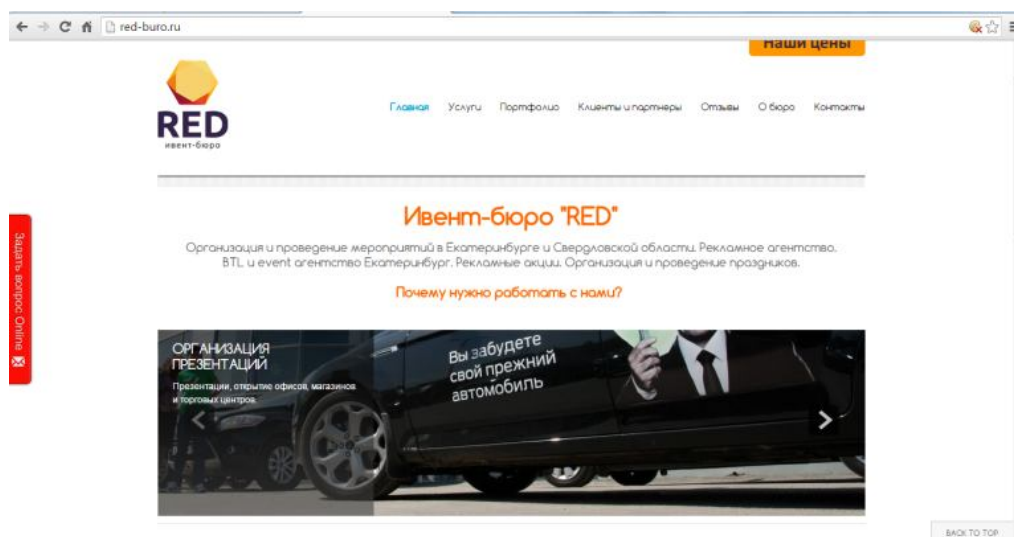 red-buro.ru
Наши цены
RED
ивент-бюро
Главная Услуги Портфолио Клиенты и партнеры Отзывы О бюро Контакты
Задать вопрос Online
Ивент-бюро "RED"
Организация и проведение мероприятий в Екатеринбурге и Свердловской области. Рекламное агентство.
BTL и event агентство Екатеринбург. Рекламные акции. Организация и проведение праздников.
Почему нужно работать с нами?
ОРГАНИЗАЦИЯ
ПРЕЗЕНТАЦИЙ
Презентации, открытие офисов, магазинов
и торговых центров.
Вы забудете
свой прежний
автомобиль
BACK TO TOP